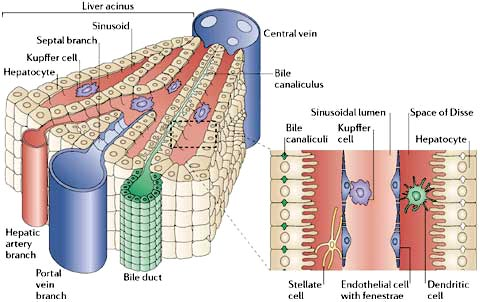 Liver acinus
Sinusoid
Septal branch
Kupffer cell
Hepatocyte
Central vein
Bile
canaliculus
Hepatic
artery
branch
Portal
vein
branch
Bile duct
Sinusoidal lumen
Space of Disse
Bile
canaliculi
Kupffer
cell
Hepatocyte
Stellate
cell
Endothelial cell
with fenestrae
Dendritic
cell